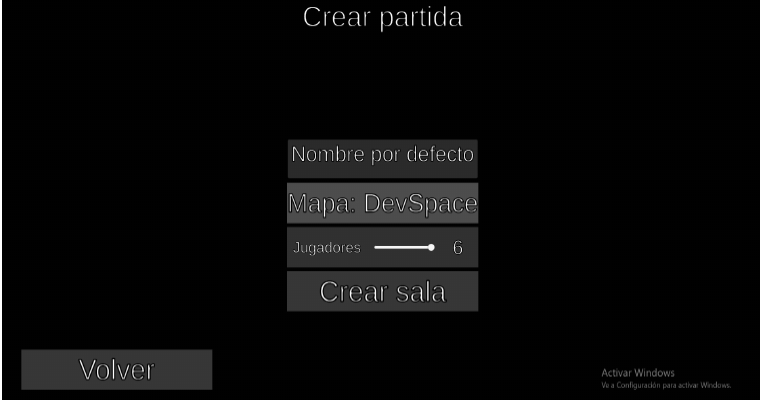 Crear partida
Nombre por defecto
Mapa: DevSpace
Jugadores 6
Crear sala
Volver
Activar Windows
Ve a Configuración para activar Windows.